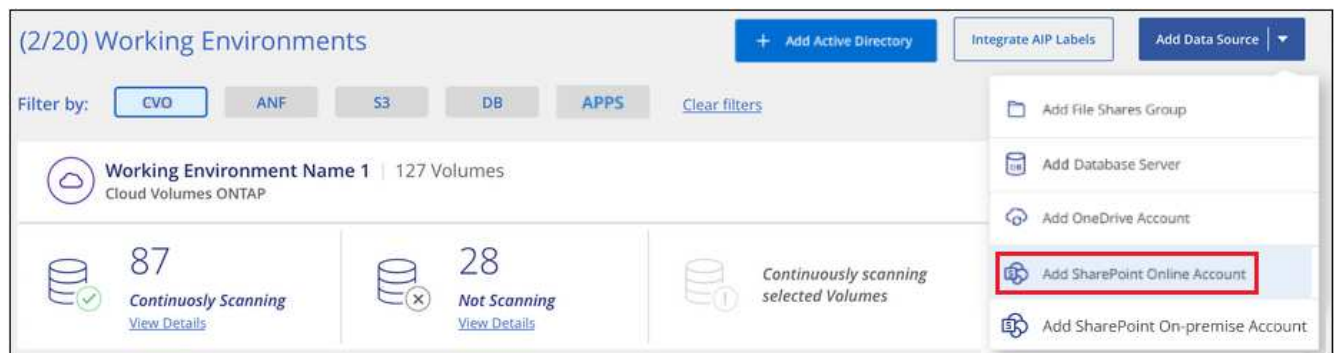 (2/20) Working Environments
+ Add Active Directory
Integrate AIP Labels
Add Data Source
Filter by:
CVO
ANF
S3
DB
APPS
Clear filters
Add File Shares Group
Working Environment Name 1 | 127 Volumes
Cloud Volumes ONTAP
DB
Add Database Server
Add OneDrive Account
87
Continuosly Scanning
View Details
28
Not Scanning
View Details
Continuously scanning
selected Volumes
Add SharePoint Online Account
Add SharePoint On-premise Account